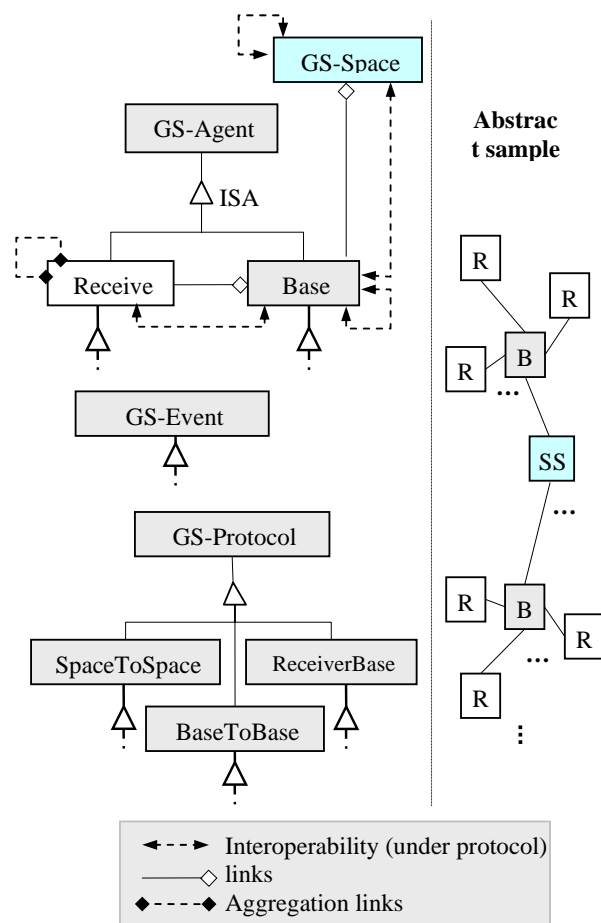 GS-Space
GS-Agent
Abstrac
t sample
ISA
Receive
Base
R
R
R
B
...
GS-Event
SS
...
GS-Protocol
R
B
R
...
SpaceToSpace
ReceiverBase
R
BaseToBase
...
Interoperability (under protocol)
links
Aggregation links